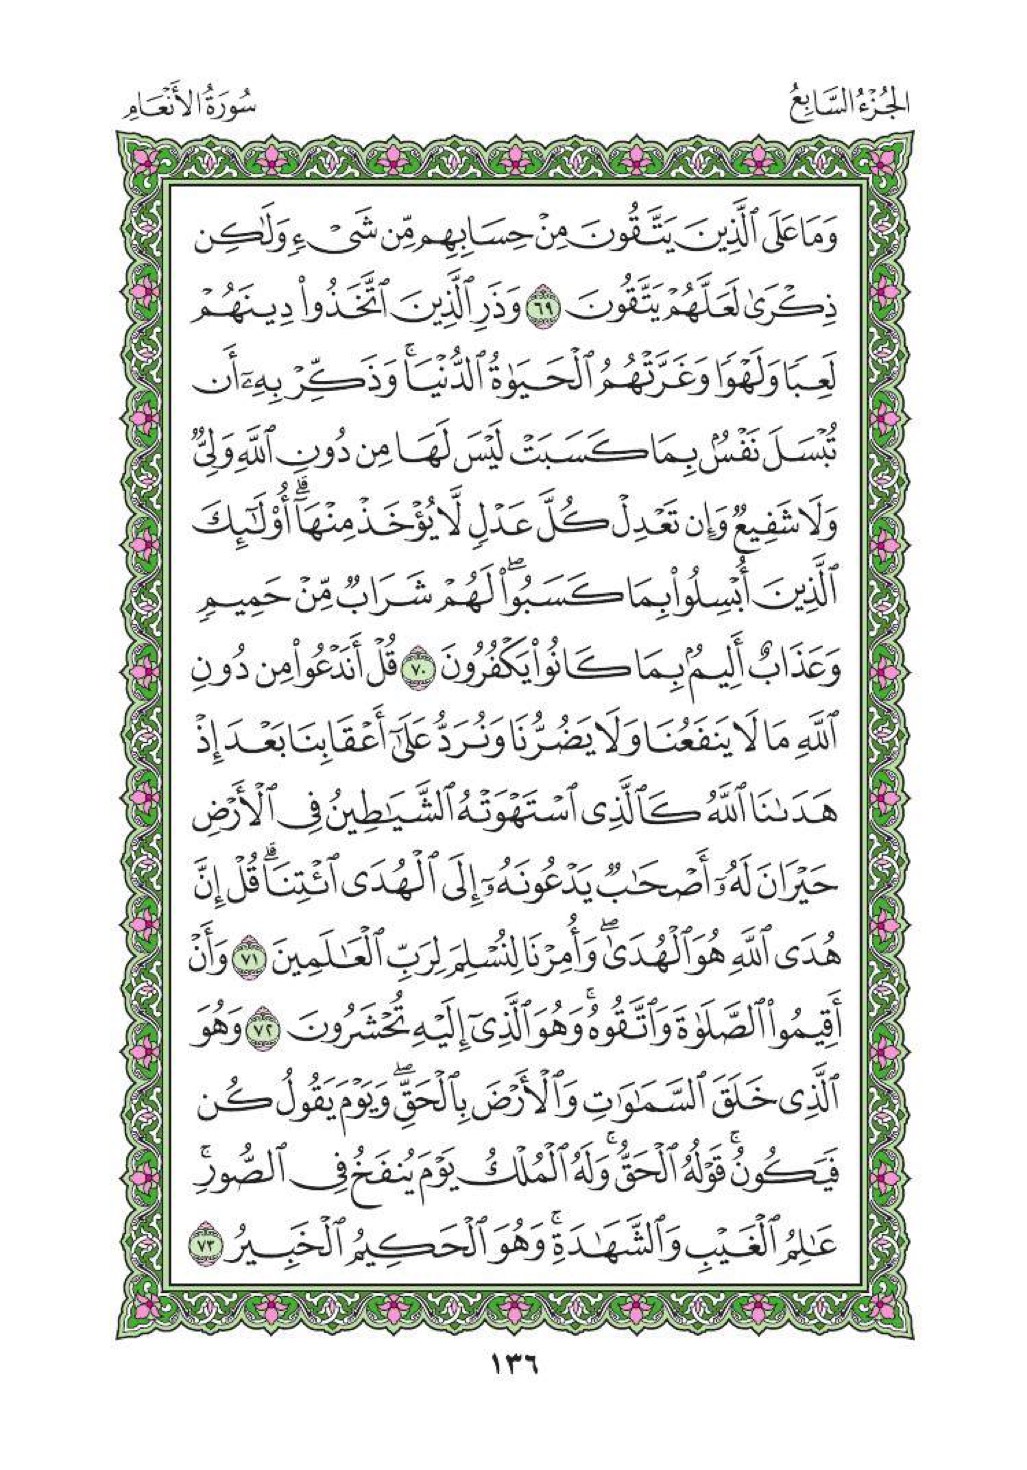 الجُزْءُ السَّابِعُ
سُورَةُ الأَنْعَامِ
وَمَا عَلَى ٱلَّذِينَ يَتَّقُونَ مِنْ حِسَابِهِم مِّن شَىْءٍ وَلَٰكِن
ذِكْرَىٰ لَعَلَّهُمْ يَتَّقُونَ ٦٩ وَذَرِ ٱلَّذِينَ ٱتَّخَذُوا۟ دِينَهُمْ
لَعِبًا وَلَهْوًا وَغَرَّتْهُمُ ٱلْحَيَوٰةُ ٱلدُّنْيَا ۚ وَذَكِّرْ بِهِۦٓ أَن
تُبْسَلَ نَفْسٌۢ بِمَا كَسَبَتْ لَيْسَ لَهَا مِن دُونِ ٱللَّهِ وَلِىٌّ
وَلَا شَفِيعٌ وَإِن تَعْدِلْ كُلَّ عَدْلٍ لَّا يُؤْخَذْ مِنْهَآ ۗ أُو۟لَٰٓئِكَ
ٱلَّذِينَ أُبْسِلُوا۟ بِمَا كَسَبُوا۟ ۖ لَهُمْ شَرَابٌ مِّنْ حَمِيمٍ
وَعَذَابٌ أَلِيمٌۢ بِمَا كَانُوا۟ يَكْفُرُونَ ٧٠ قُلْ أَنَدْعُوا۟ مِن دُونِ
ٱللَّهِ مَا لَا يَنفَعُنَا وَلَا يَضُرُّنَا وَنُرَدُّ عَلَىٰٓ أَعْقَابِنَا بَعْدَ إِذْ
هَدَىٰنَا ٱللَّهُ كَٱلَّذِى ٱسْتَهْوَتْهُ ٱلشَّيَٰطِينُ فِى ٱلْأَرْضِ
حَيْرَانَ لَهُۥٓ أَصْحَٰبٌ يَدْعُونَهُۥٓ إِلَى ٱلْهُدَى ٱئْتِنَا ۗ قُلْ إِنَّ
هُدَى ٱللَّهِ هُوَ ٱلْهُدَىٰ ۖ وَأُمِرْنَا لِنُسْلِمَ لِرَبِّ ٱلْعَٰلَمِينَ ٧١ وَأَنْ
أَقِيمُوا۟ ٱلصَّلَوٰةَ وَٱتَّقُوهُ ۚ وَهُوَ ٱلَّذِىٓ إِلَيْهِ تُحْشَرُونَ ٧٢ وَهُوَ
ٱلَّذِى خَلَقَ ٱلسَّمَٰوَٰتِ وَٱلْأَرْضَ بِٱلْحَقِّ ۖ وَيَوْمَ يَقُولُ كُن
فَيَكُونُ ۚ قَوْلُهُ ٱلْحَقُّ ۚ وَلَهُ ٱلْمُلْكُ يَوْمَ يُنفَخُ فِى ٱلصُّورِ ۚ
عَٰلِمُ ٱلْغَيْبِ وَٱلشَّهَٰدَةِ ۚ وَهُوَ ٱلْحَكِيمُ ٱلْخَبِيرُ ٧٣
١٣٦